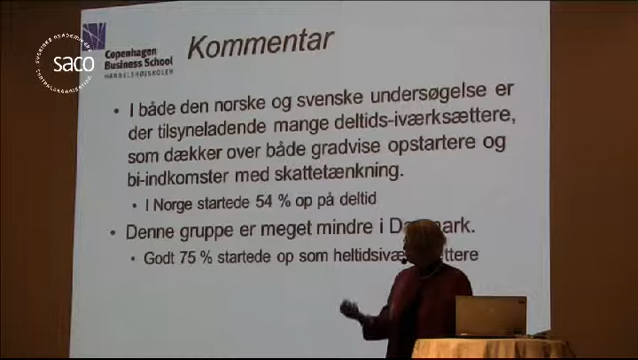 Copenhagen
Business School
HANDELSHØJSKOLEN
Kommentar
saco
• I både den norske og svenske undersøgelse er
der tilsyneladende mange deltids-iværksættere,
som dækker over både gradvise opstartere og
bi-indkomster med skattetænkning.
• I Norge startede 54 % op på deltid
• Denne gruppe er meget mindre i
• Godt 75 % startede op som